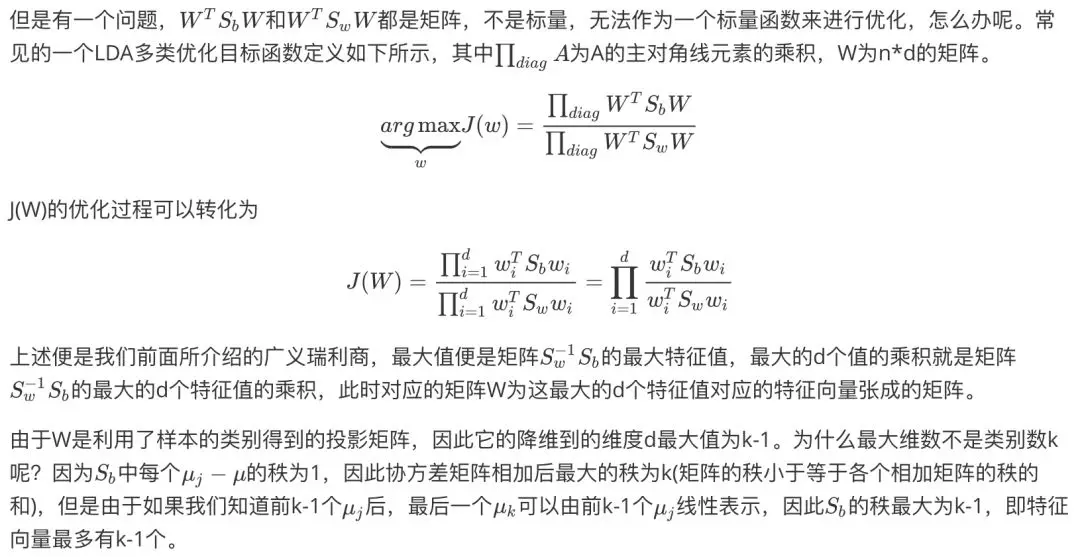 但是有一个问题，$W^T S_b W$和$W^T S_w W$都是矩阵，不是标量，无法作为一个标量函数来进行优化，怎么办呢。常
见的一个LDA多类优化目标函数定义如下所示，其中$\prod_{diag} A$为A的主对角线元素的乘积，W为n*d的矩阵。
$$\underbrace{arg\,max}_{w} J(w) = \frac{\prod_{diag} W^T S_b W}{\prod_{diag} W^T S_w W}$$
J(W)的优化过程可以转化为
$$J(W) = \frac{\prod_{i=1}^{d} w_i^T S_b w_i}{\prod_{i=1}^{d} w_i^T S_w w_i} = \prod_{i=1}^{d} \frac{w_i^T S_b w_i}{w_i^T S_w w_i}$$
上述便是我们前面所介绍的广义瑞利商，最大值便是矩阵$S_w^{-1} S_b$的最大特征值，最大的d个值的乘积就是矩阵
$S_w^{-1} S_b$的最大的d个特征值的乘积，此时对应的矩阵W为这最大的d个特征值对应的特征向量张成的矩阵。
由于W是利用了样本的类别得到的投影矩阵，因此它的降维到的维度d最大值为k-1。为什么最大维数不是类别数k
呢？因为$S_b$中每个$\mu_j - \mu$的秩为1，因此协方差矩阵相加后最大的秩为k(矩阵的秩小于等于各个相加矩阵的秩的
和)，但是由于如果我们知道前k-1个$\mu_j$后，最后一个$\mu_k$可以由前k-1个$\mu_j$线性表示，因此$S_b$的秩最大为k-1，即特征
向量最多有k-1个。